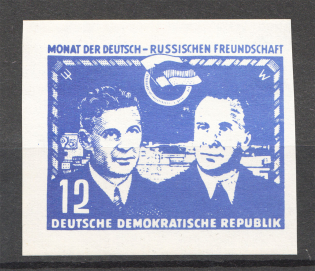 MONAT DER DEUTSCH – RUSSISCHEN FREUNDSCHAFT
12
DEUTSCHE DEMOKRATISCHE REPUBLIK